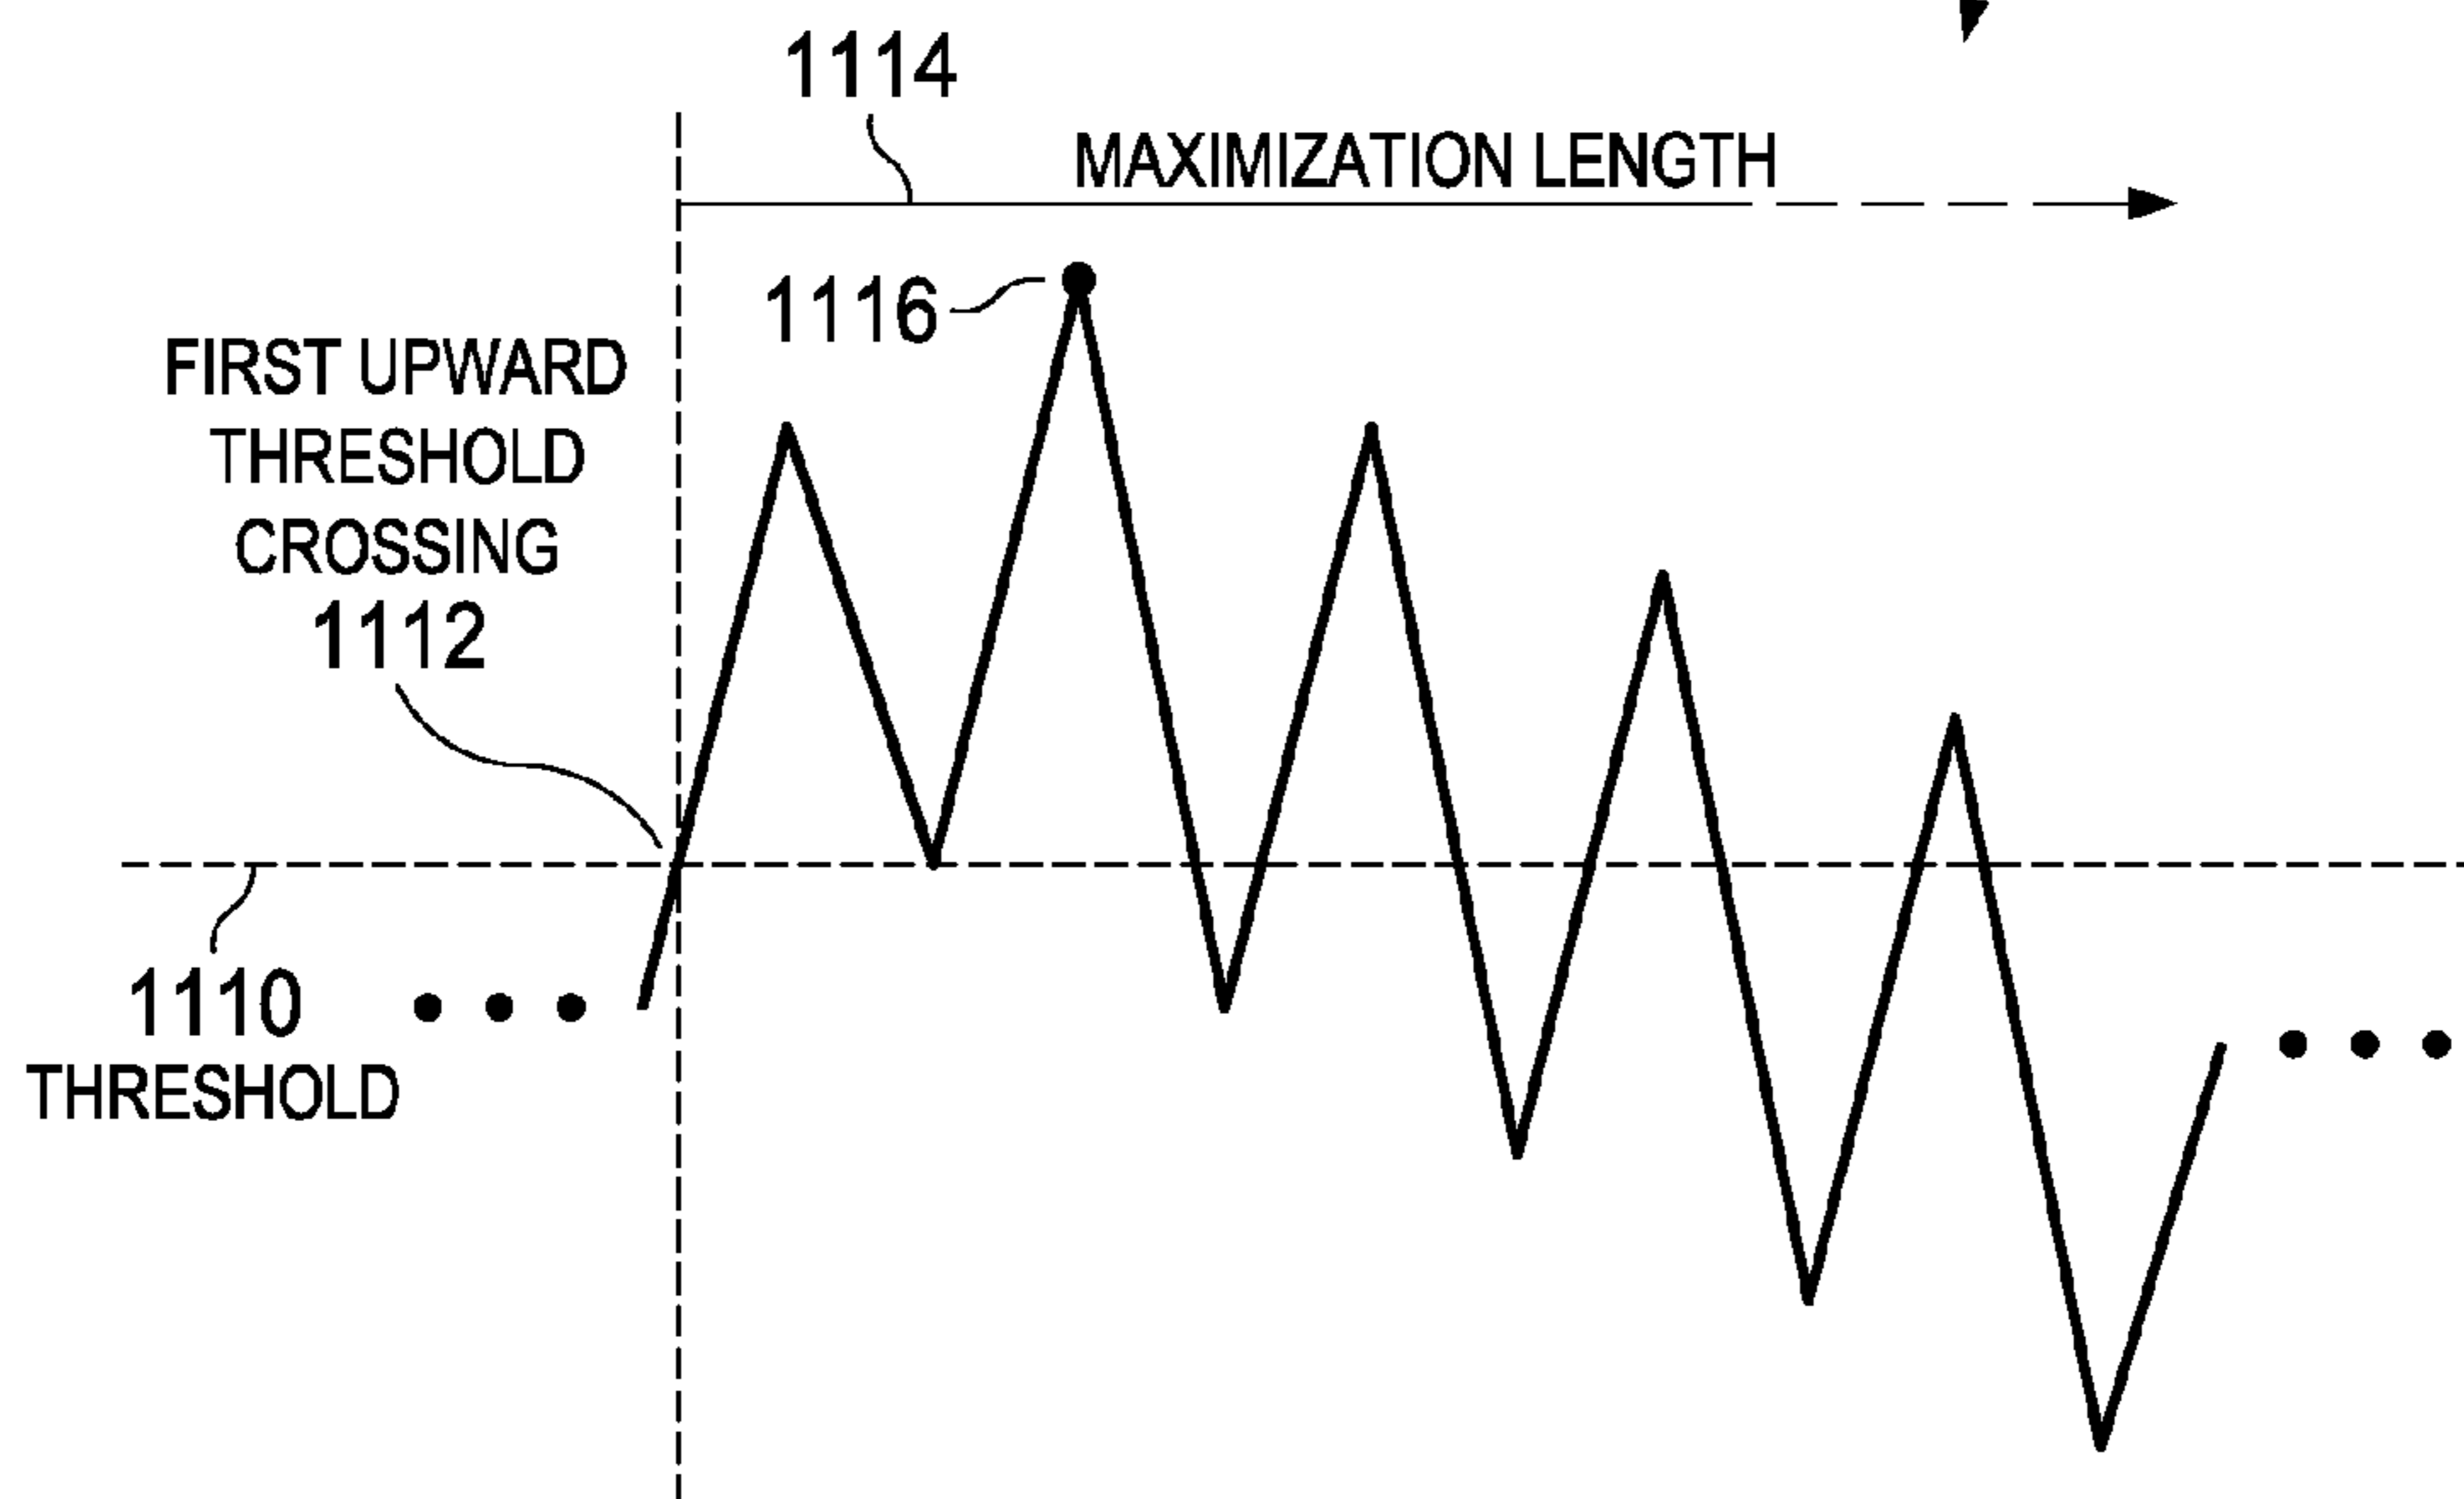 1114
MAXIMIZATION LENGTH
1116
FIRST UPWARD
THRESHOLD
CROSSING
1112
1110
THRESHOLD